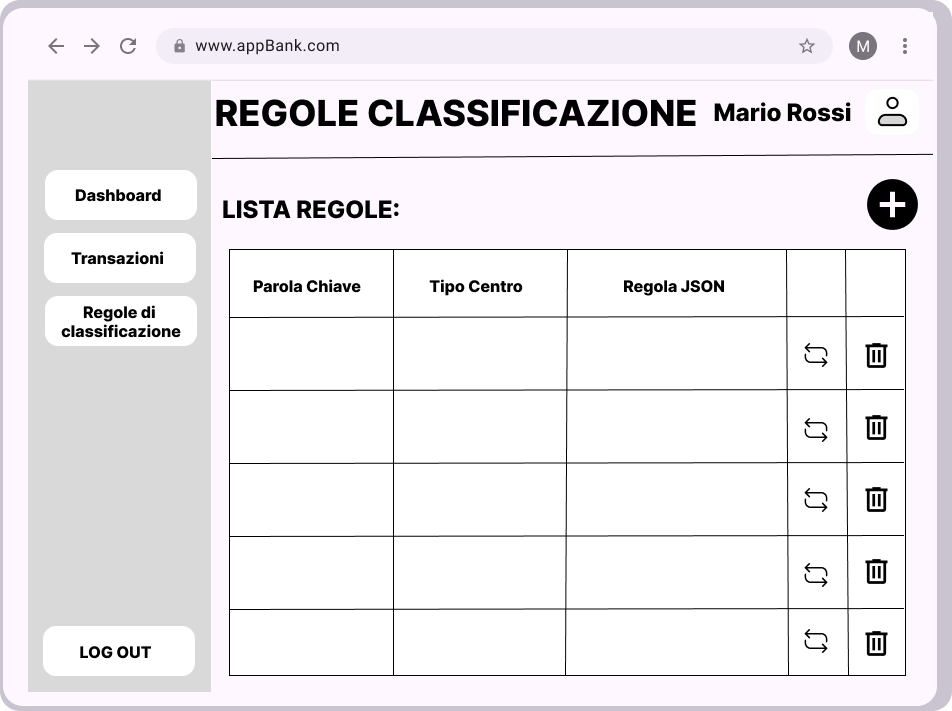 www.appBank.com
M
REGOLE CLASSIFICAZIONE
Mario Rossi
Dashboard
Transazioni
Regole di
classificazione
LOG OUT
LISTA REGOLE:
Parola Chiave
Tipo Centro
Regola JSON